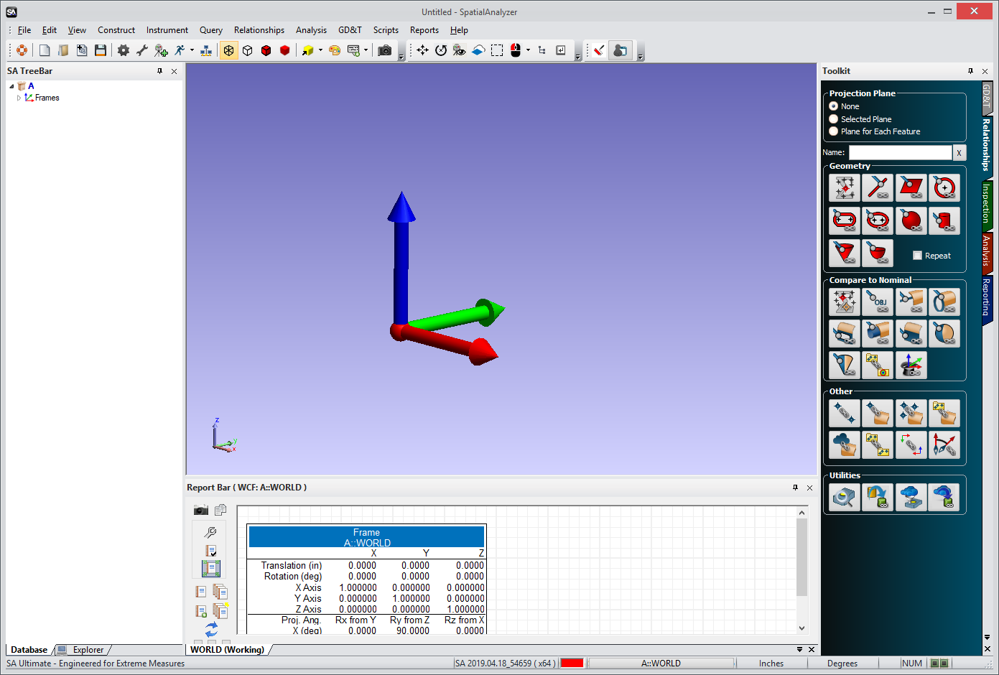 SA
Untitled - SpatialAnalyzer
File Edit View Construct Instrument Query Relationships Analysis GD&T Scripts Reports Help
SA TreeBar
A
Frames
Z
Y
X
Toolkit
Projection Plane
None
Selected Plane
Plane for Each Feature
Name:
X
Geometry
Repeat
Compare to Nominal
OBJ
Other
Utilities
GD&T
Relationships
Inspection
Analysis
Reporting
Report Bar ( WCF: A::WORLD )
Frame
A::WORLD
X Y Z
Translation (in) 0.0000 0.0000 0.0000
Rotation (deg) 0.0000 0.0000 0.0000
X Axis 1.000000 0.000000 0.000000
Y Axis 0.000000 1.000000 0.000000
Z Axis 0.000000 0.000000 1.000000
Proj. Ang. Rx from Y Ry from Z Rz from X
X (deg) 0.0000 90.0000 0.0000
Database Explorer
WORLD (Working)
SA Ultimate - Engineered for Extreme Measures
SA 2019.04.18_54659 ( x64 )
A::WORLD
Inches
Degrees
NUM